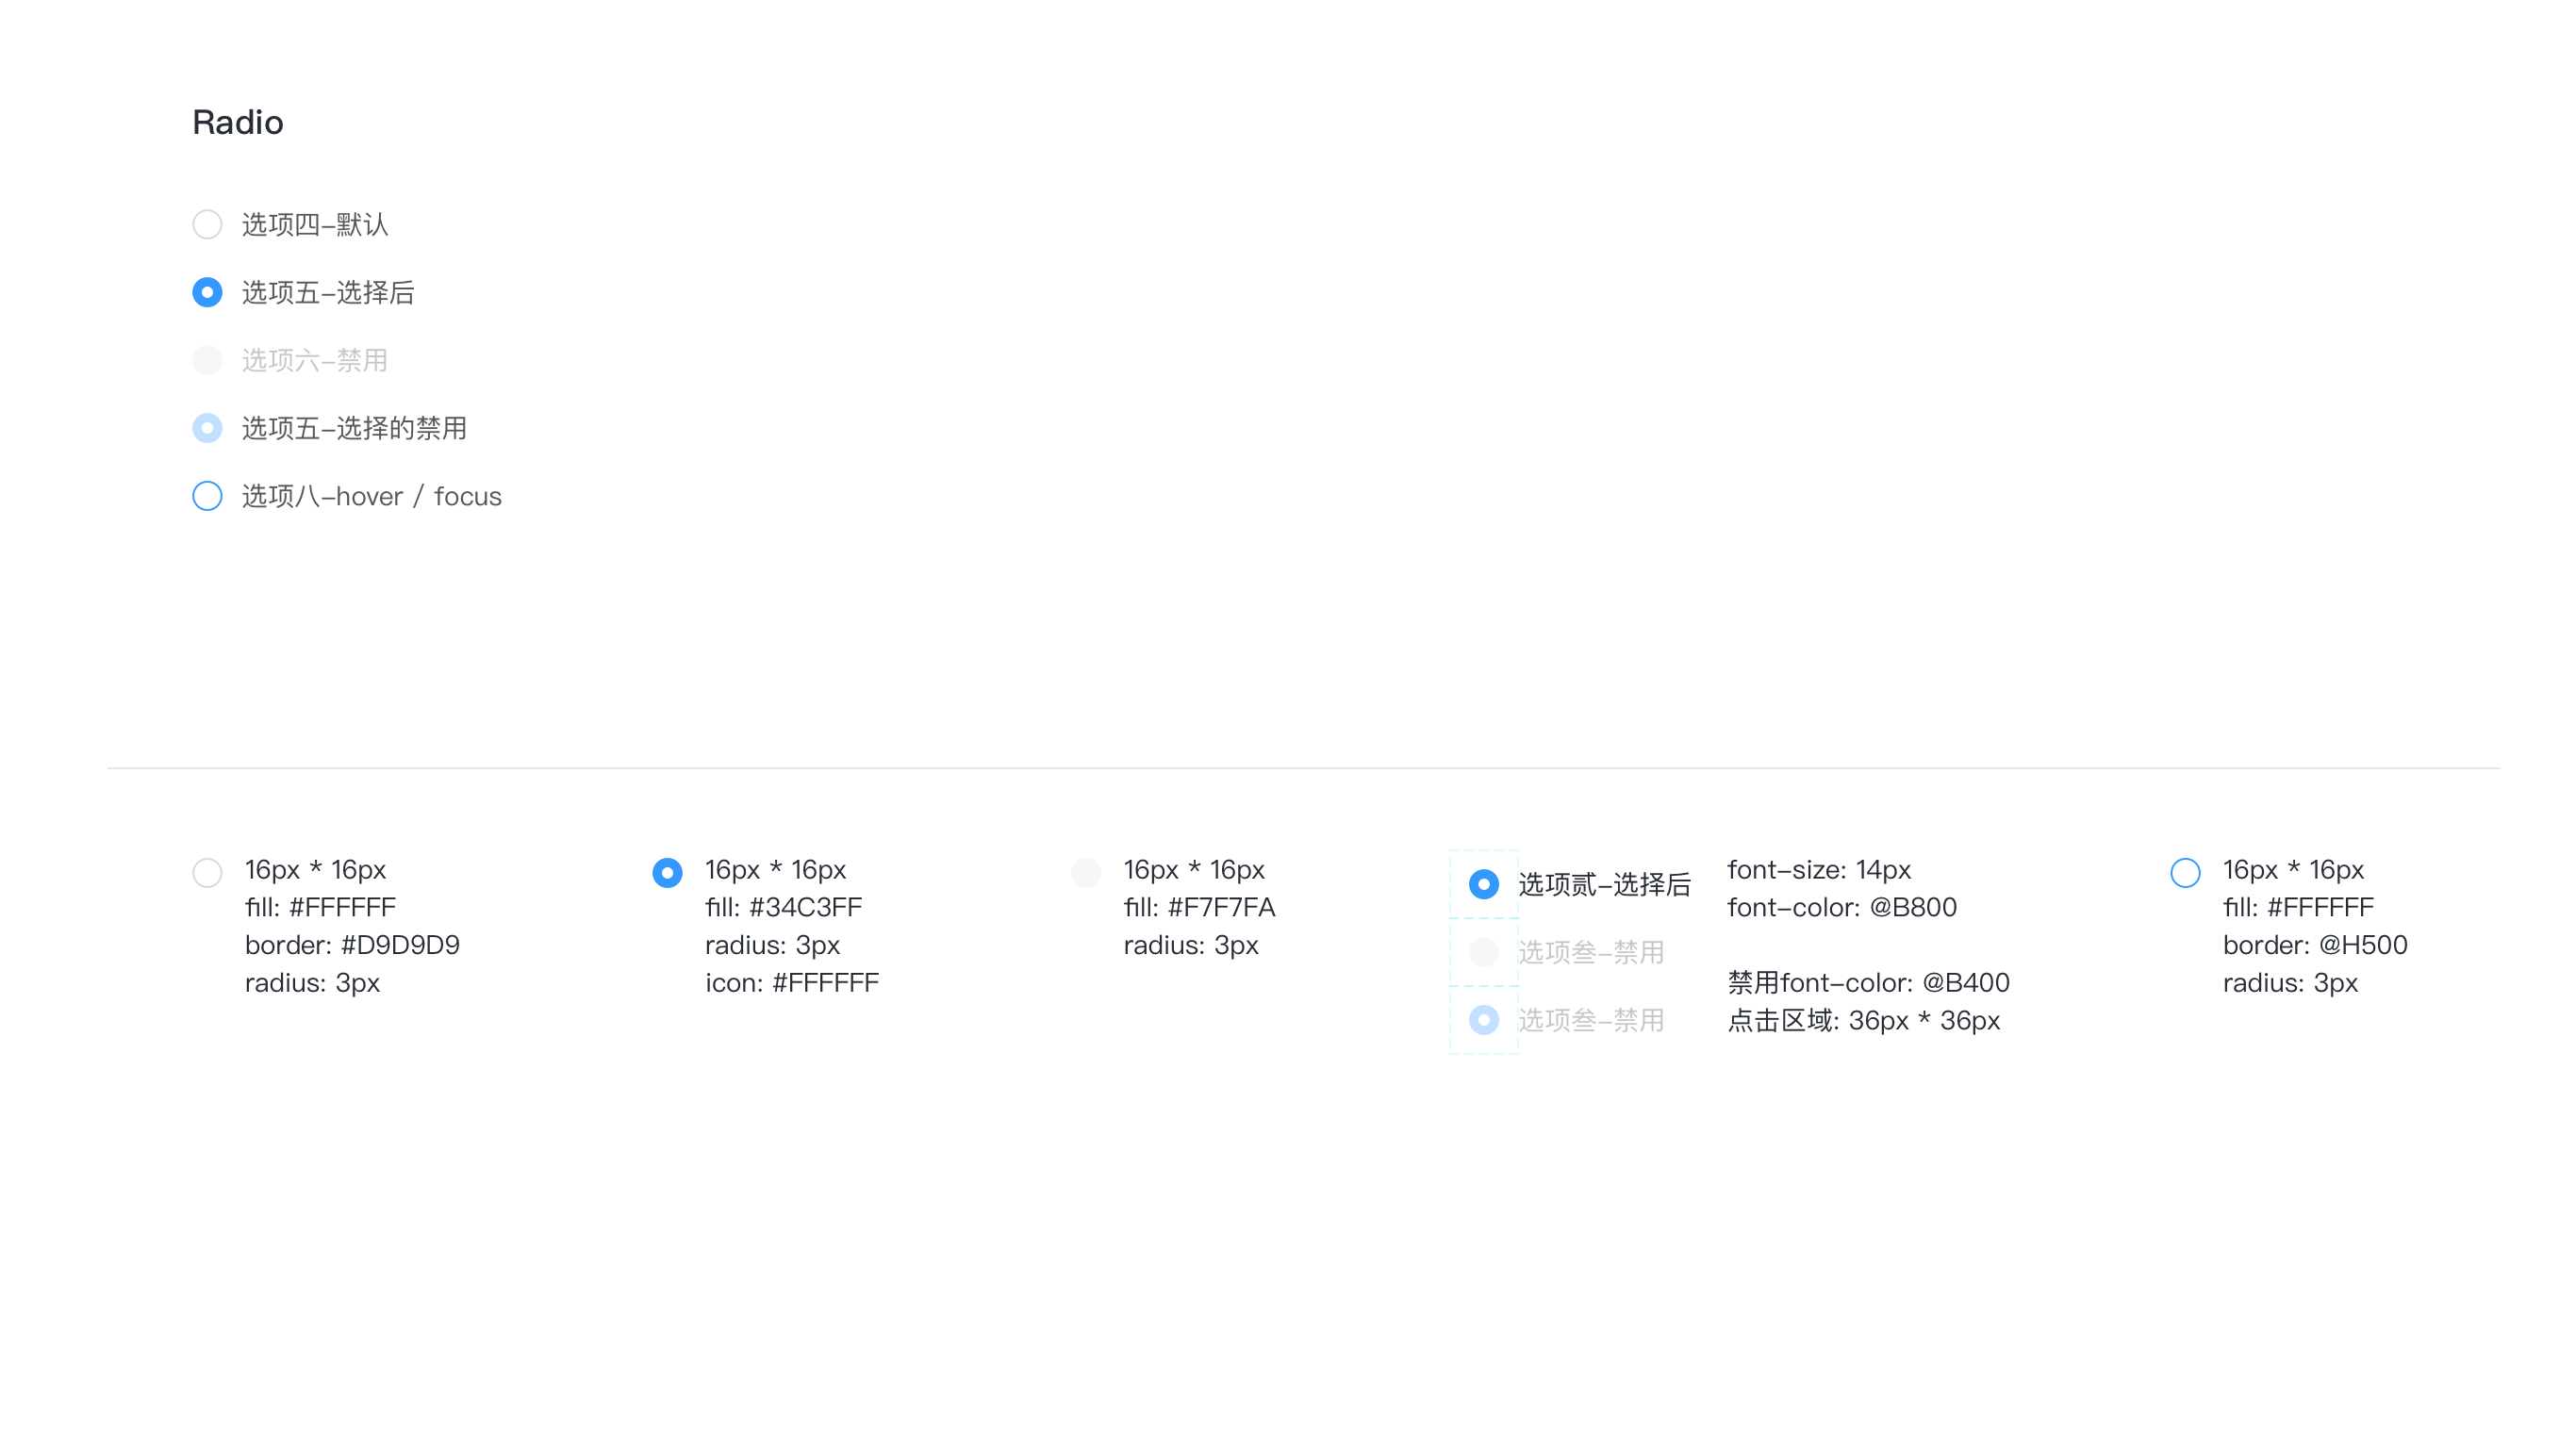 Radio
选项四-默认
选项五-选择后
选项六-禁用
选项五-选择的禁用
选项八-hover / focus
16px * 16px
fill: #FFFFFF
border: #D9D9D9
radius: 3px
16px * 16px
fill: #34C3FF
radius: 3px
icon: #FFFFFF
16px * 16px
fill: #F7F7FA
radius: 3px
选项贰-选择后
选项叁-禁用
选项叁-禁用
font-size: 14px
font-color: @B800
禁用font-color: @B400
点击区域: 36px * 36px
16px * 16px
fill: #FFFFFF
border: @H500
radius: 3px